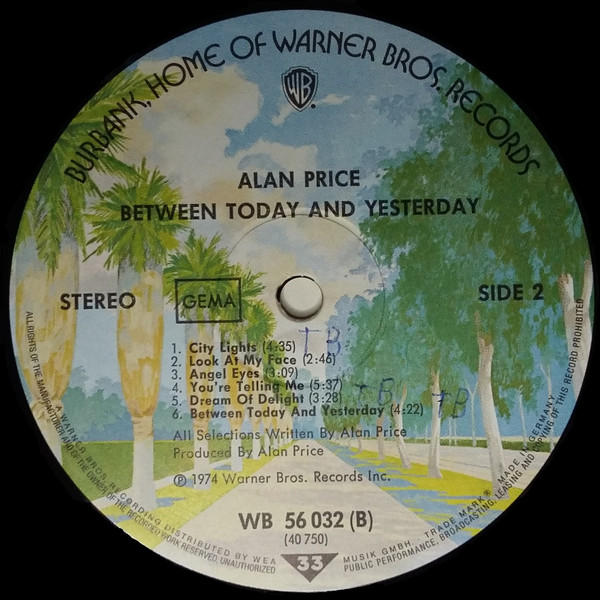 BURBANK, HOME OF WARNER BROS. RECORDS
WB
ALAN PRICE
BETWEEN TODAY AND YESTERDAY
STEREO
GEMA
SIDE 2
1. City Lights (4:35)
2. Look At My Face (2:46)
3. Angel Eyes (3:09)
4. You're Telling Me (5:37)
5. Dream Of Delight (3:28)
6. Between Today And Yesterday (4:22)
TB
TB
TB
All Selections Written By Alan Price
Produced By Alan Price
℗ 1974 Warner Bros. Records Inc.
WB 56 032 (B)
(40 750)
33
A WARNER BROS. RECORDING DISTRIBUTED BY WEA MUSIK GMBH. TRADE MARK® MADE IN GERMANY
ALL RIGHTS OF THE MANUFACTURER AND OF THE OWNER OF THE RECORDED WORK RESERVED. UNAUTHORIZED PUBLIC PERFORMANCE, BROADCASTING, LEASING AND COPYING OF THIS RECORD PROHIBITED